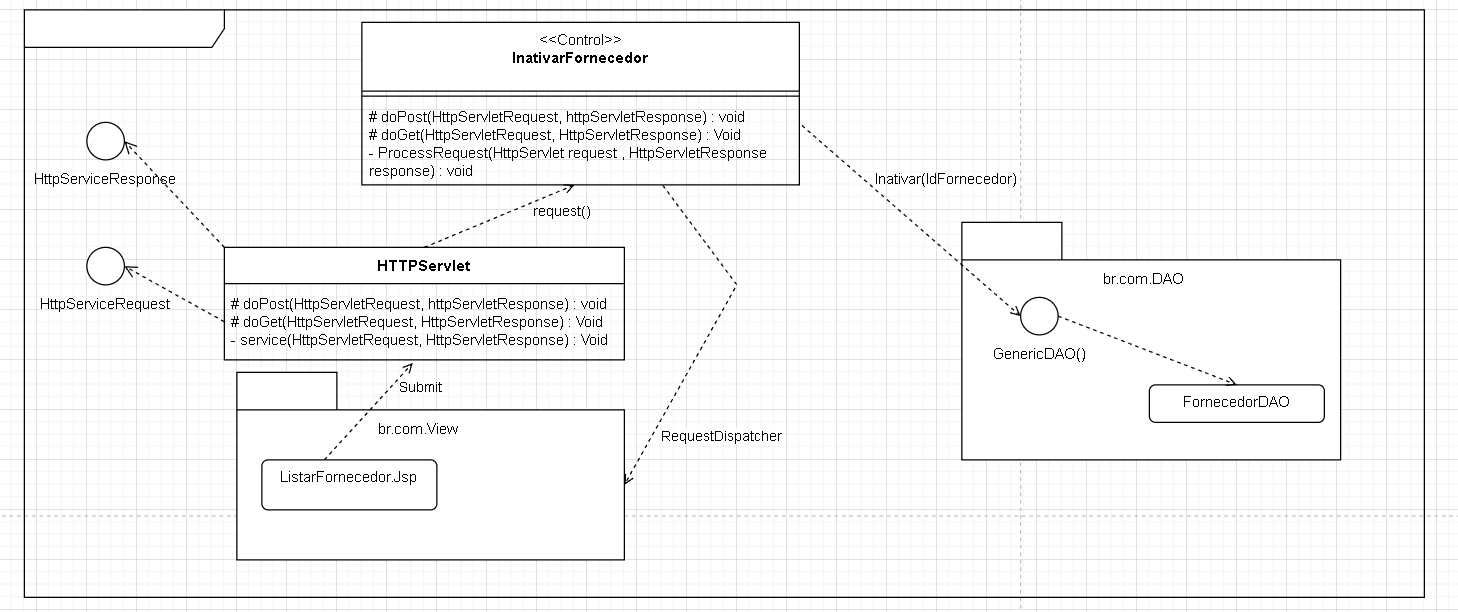 <<Control>>
InativarFornecedor
# doPost(HttpServletRequest, httpServletResponse) : void
# doGet(HttpServletRequest, HttpServletResponse) : Void
- ProcessRequest(HttpServlet request , HttpServletResponse
response) : void
HttpServiceResponse
Inativar(IdFornecedor)
request()
HTTPServlet
# doPost(HttpServletRequest, httpServletResponse) : void
# doGet(HttpServletRequest, HttpServletResponse) : Void
- service(HttpServletRequest, HttpServletResponse) : Void
HttpServiceRequest
br.com.DAO
GenericDAO()
FornecedorDAO
Submit
br.com.View
RequestDispatcher
ListarFornecedor.Jsp